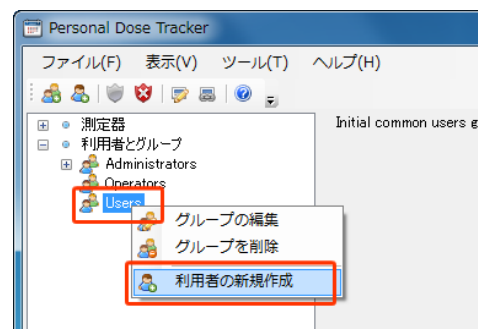 Personal Dose Tracker
ファイル(F) 表示(V) ツール(T) ヘルプ(H)
測定器
利用者とグループ
Initial common users g
Administrators
Operators
Users
グループの編集
グループを削除
利用者の新規作成